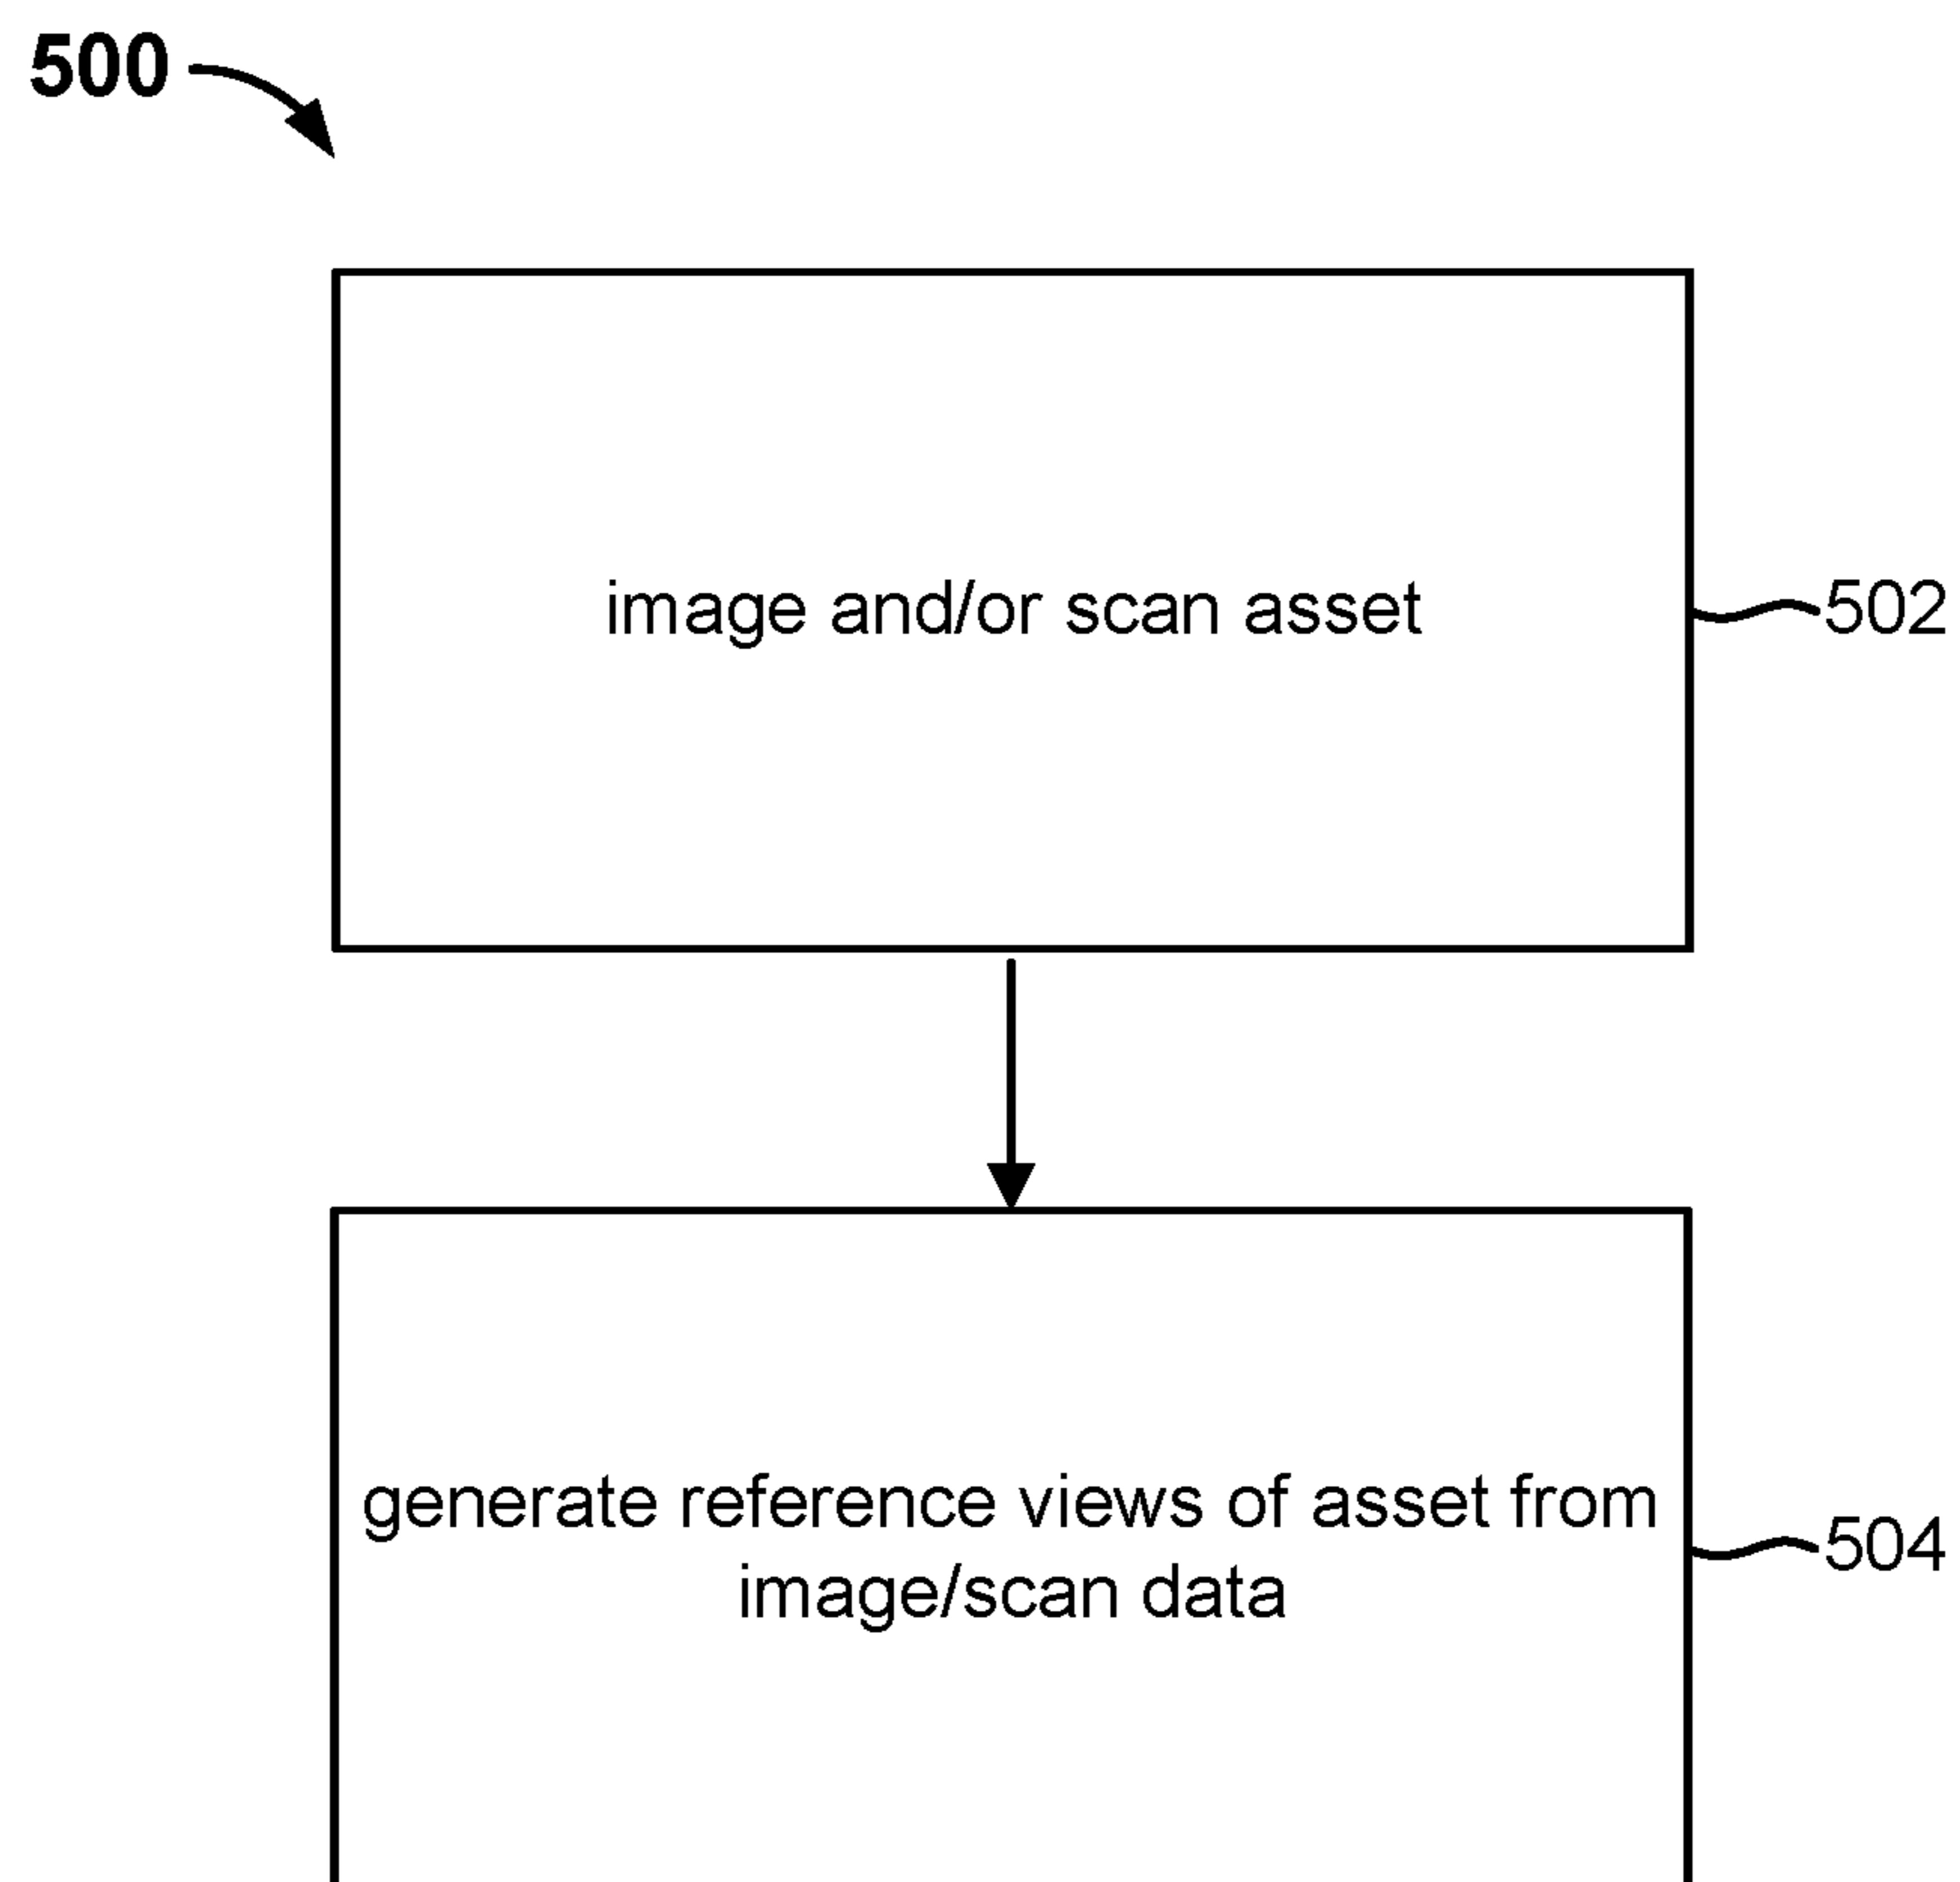 500
image and/or scan asset
502
generate reference views of asset from
image/scan data
504